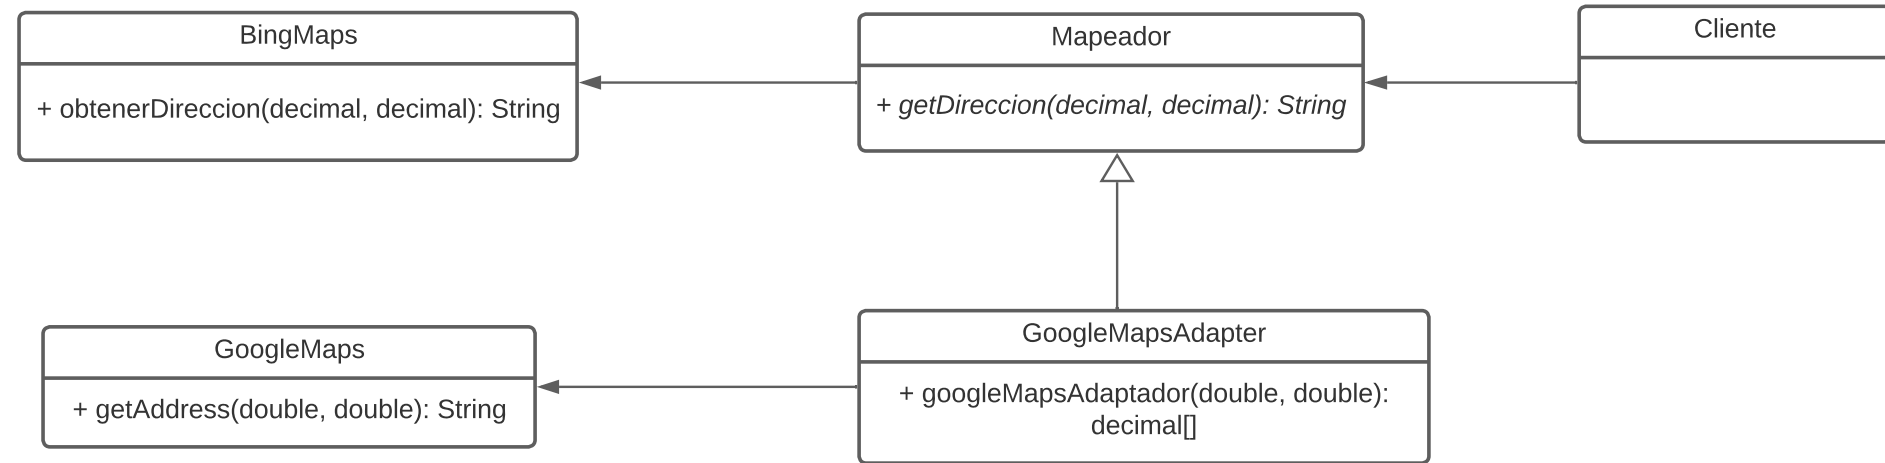 BingMaps
+ obtenerDireccion(decimal, decimal): String
Mapeador
+ getDireccion(decimal, decimal): String
Cliente
GoogleMaps
+ getAddress(double, double): String
GoogleMapsAdapter
+ googleMapsAdaptador(double, double):
decimal[]